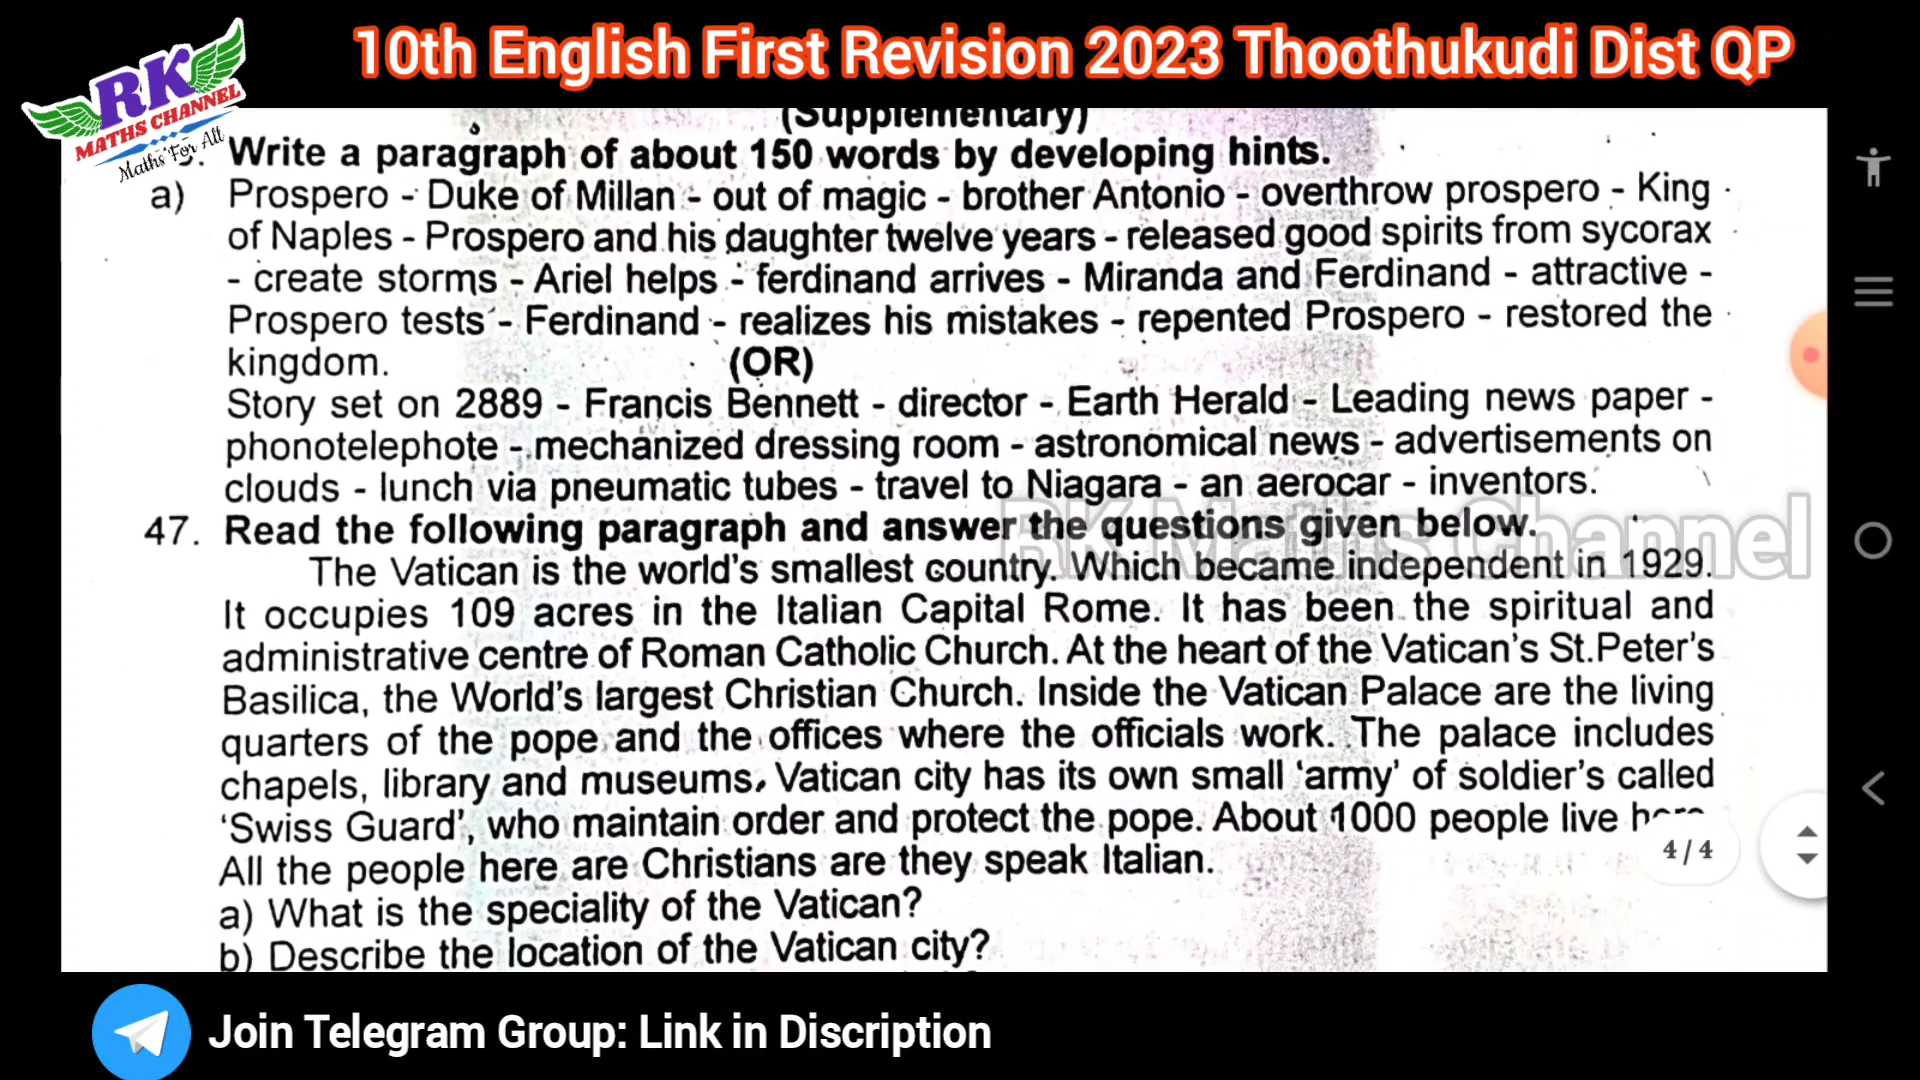 10th English First Revision 2023 Thoothukudi Dist QP
RK
MATHS CHANNEL
Maths For All
(Supplementary)
Write a paragraph of about 150 words by developing hints.
a) Prospero - Duke of Millan - out of magic - brother Antonio - overthrow prospero - King
of Naples - Prospero and his daughter twelve years - released good spirits from sycorax
- create storms - Ariel helps - ferdinand arrives - Miranda and Ferdinand - attractive -
Prospero tests - Ferdinand - realizes his mistakes - repented Prospero - restored the
kingdom. (OR)
Story set on 2889 - Francis Bennett - director - Earth Herald - Leading news paper -
phonotelephote - mechanized dressing room - astronomical news - advertisements on
clouds - lunch via pneumatic tubes - travel to Niagara - an aerocar - inventors.
RK Maths Channel
47. Read the following paragraph and answer the questions given below.
The Vatican is the world's smallest country. Which became independent in 1929.
It occupies 109 acres in the Italian Capital Rome. It has been the spiritual and
administrative centre of Roman Catholic Church. At the heart of the Vatican's St.Peter's
Basilica, the World's largest Christian Church. Inside the Vatican Palace are the living
quarters of the pope and the offices where the officials work. The palace includes
chapels, library and museums, Vatican city has its own small 'army' of soldier's called
'Swiss Guard', who maintain order and protect the pope. About 1000 people live
All the people here are Christians are they speak Italian.
4 / 4
a) What is the speciality of the Vatican?
b) Describe the location of the Vatican city?
Join Telegram Group: Link in Discription